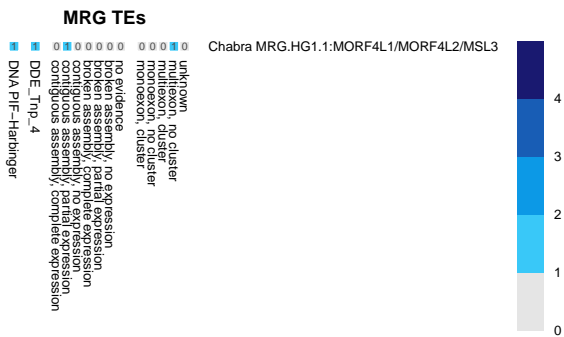 MRG TEs
1 1 0 1 0 0 0 0 0 0 0 0 1 0 Chabra MRG.HG1.1:MORF4L1/MORF4L2/MSL3
DNA PIF−Harbinger
DDE_Tnp_4
contiguous assembly, complete expression
contiguous assembly, partial expression
contiguous assembly, no expression
broken assembly, complete expression
broken assembly, partial expression
broken assembly, no expression
no evidence
monoexon, cluster
monoexon, no cluster
multiexon, cluster
multiexon, no cluster
unknown
4
3
2
1
0